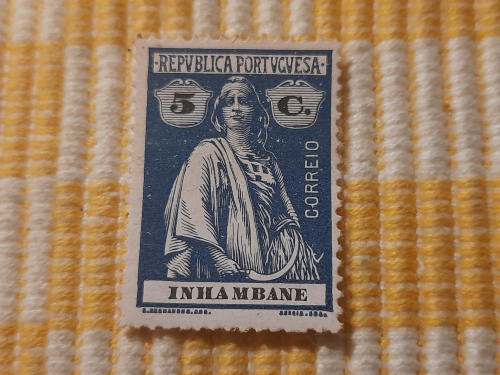 ·REPVBLICA PORTVGVESA·
5 C.
CORREIO
INHAMBANE